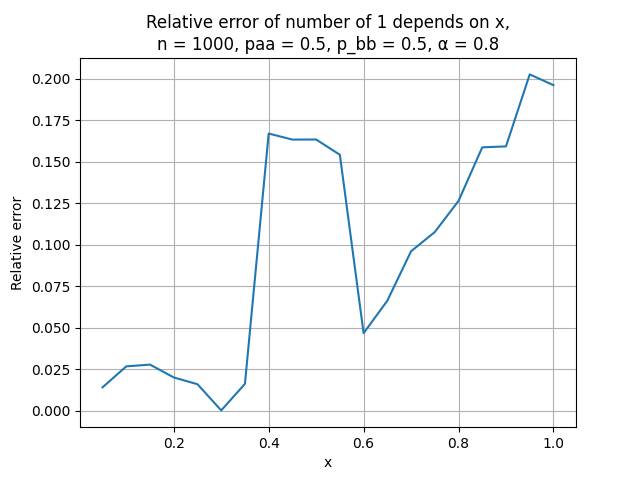 Relative error of number of 1 depends on x,
n = 1000, paa = 0.5, p_bb = 0.5, α = 0.8
0.200
0.175
0.150
0.125
0.100
0.075
0.050
0.025
0.000
Relative error
0.2 0.4 0.6 0.8 1.0
x